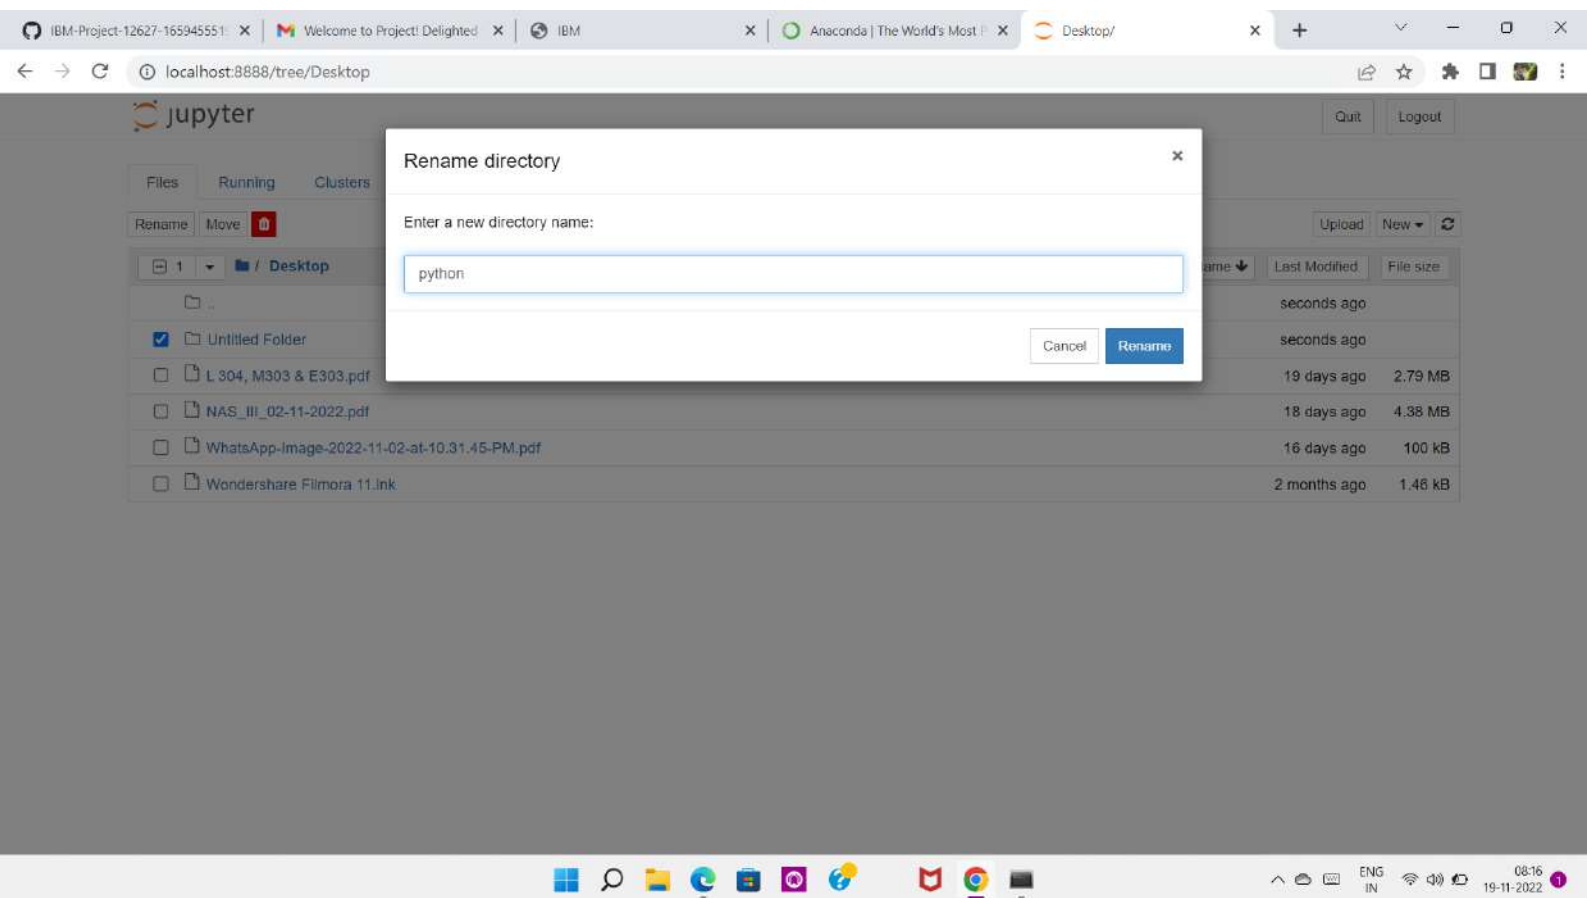 IBM-Project-12627-165945551
Welcome to Project! Delighted
IBM
Anaconda | The World's Most P
Desktop/
localhost:8888/tree/Desktop
jupyter
Quit
Logout
Rename directory
Files
Running
Clusters
Enter a new directory name:
Rename
Move
Upload
New
1
/ Desktop
python
ame
Last Modified
File size
..
seconds ago
Untitled Folder
seconds ago
Cancel
Rename
L 304, M303 & E303.pdf
19 days ago
2.79 MB
NAS_III_02-11-2022.pdf
18 days ago
4.38 MB
WhatsApp-Image-2022-11-02-at-10.31.45-PM.pdf
16 days ago
100 kB
Wondershare Filmora 11.lnk
2 months ago
1.46 kB
ENG
IN
08:16
19-11-2022
1